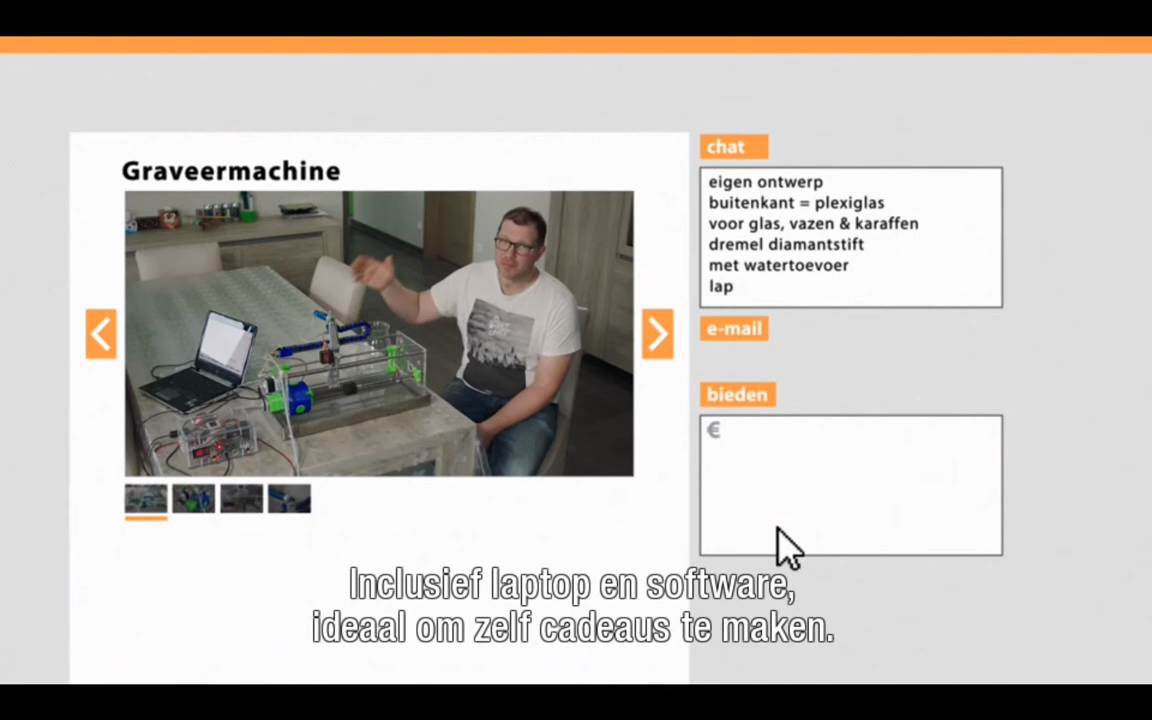 Graveermachine
chat
eigen ontwerp
buitenkant = plexiglas
voor glas, vazen & karaffen
dremel diamantstift
met watertoevoer
lap
e-mail
bieden
€
Inclusief laptop en software,
ideaal om zelf cadeaus te maken.